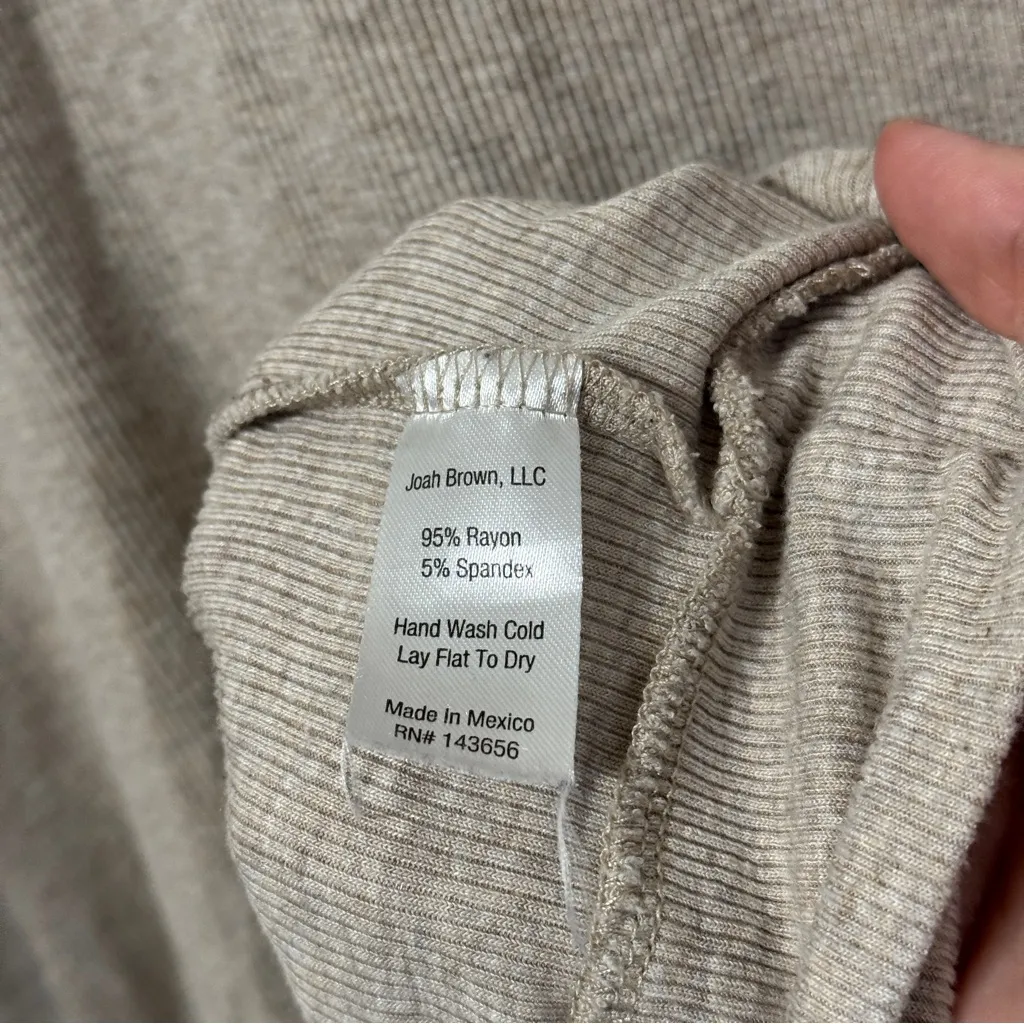 Joah Brown, LLC
95% Rayon
5% Spandex
Hand Wash Cold
Lay Flat To Dry
Made In Mexico
RN# 143656